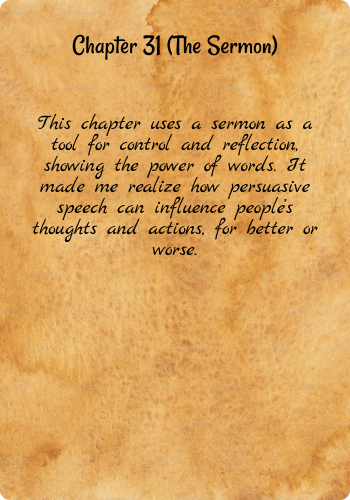 Chapter 31 (The Sermon)
This chapter uses a sermon as a
tool for control and reflection,
showing the power of words. It
made me realize how persuasive
speech can influence people's
thoughts and actions, for better or
worse.